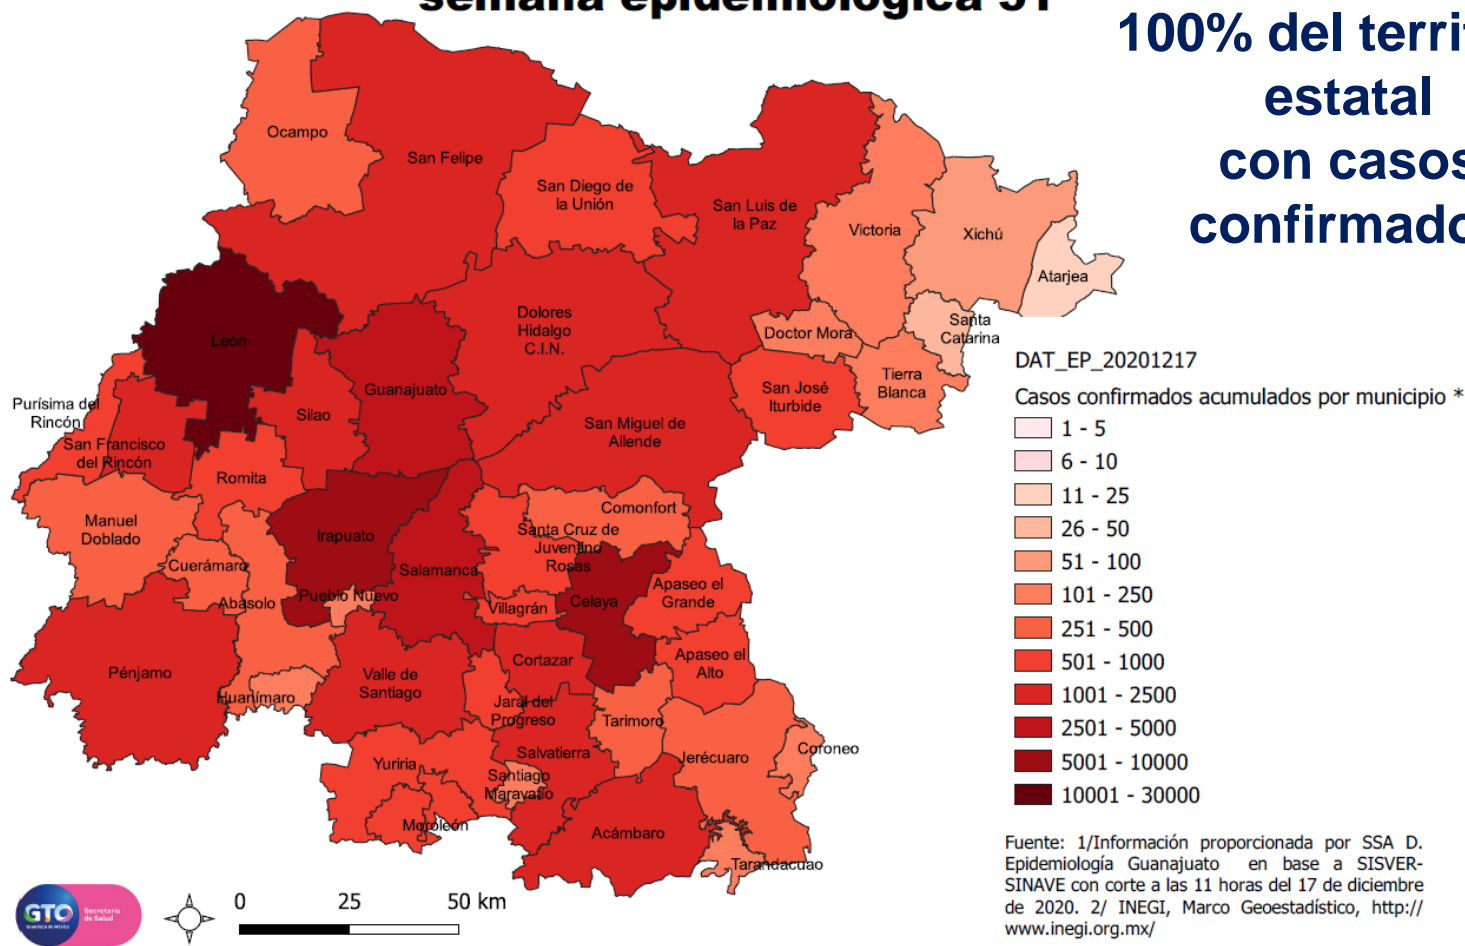 semana epidemiológica 51
100% del territ
estatal
con casos
confirmado
Ocampo
San Felipe
San Diego de
la Unión
San Luis de
la Paz
Victoria
Xichú
Atarjea
León
Dolores
Hidalgo
C.I.N.
Doctor Mora
Santa
Catarina
Guanajuato
San José
Iturbide
Tierra
Blanca
Purísima del
Rincón
Silao
San Miguel de
Allende
San Francisco
del Rincón
Romita
Manuel
Doblado
Irapuato
Comonfort
Santa Cruz de
Juventino
Rosas
Cuerámaro
Salamanca
Abasolo
Pueblo Nuevo
Villagrán
Celaya
Apaseo el
Grande
Pénjamo
Valle de
Santiago
Cortazar
Apaseo el
Alto
Huanímaro
Jaral del
Progreso
Tarimoro
Yuriria
Salvatierra
Jerécuaro
Coroneo
Santiago
Maravatío
Moroleón
Acámbaro
Tarandacuao
DAT_EP_20201217
Casos confirmados acumulados por municipio *
1 - 5
6 - 10
11 - 25
26 - 50
51 - 100
101 - 250
251 - 500
501 - 1000
1001 - 2500
2501 - 5000
5001 - 10000
10001 - 30000
Fuente: 1/Información proporcionada por SSA D.
Epidemiología Guanajuato en base a SISVER-
SINAVE con corte a las 11 horas del 17 de diciembre
de 2020. 2/ INEGI, Marco Geoestadístico, http://
www.inegi.org.mx/
GTO
Secretaría
de Salud
0 25 50 km